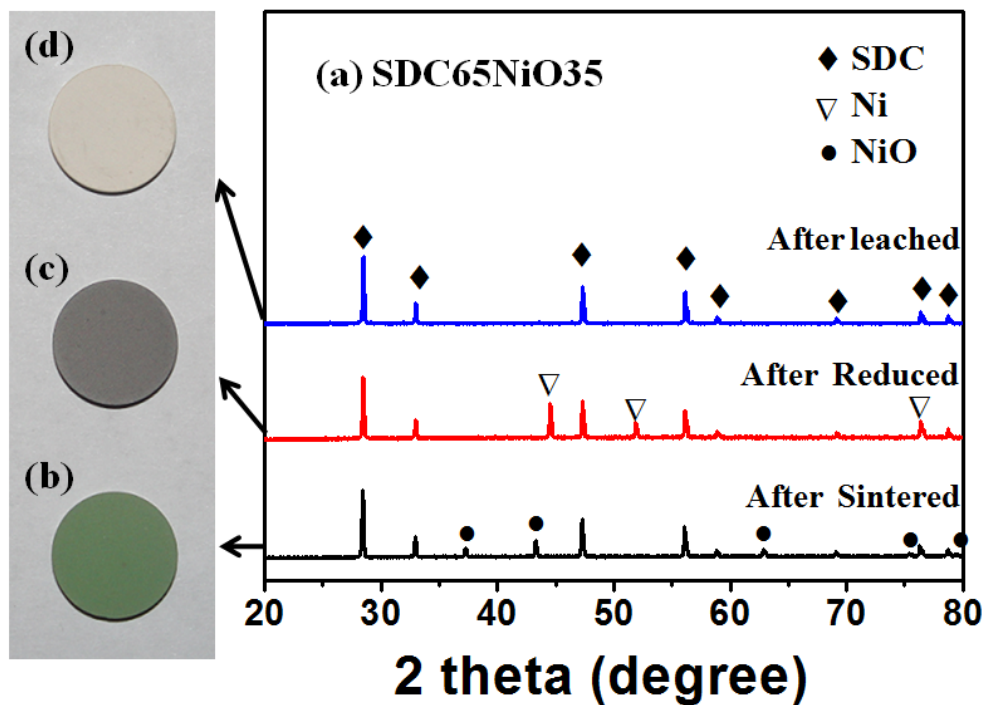 (d)
(c)
(b)
(a) SDC65NiO35
SDC
Ni
NiO
After leached
After Reduced
After Sintered
20 30 40 50 60 70 80
2 theta (degree)